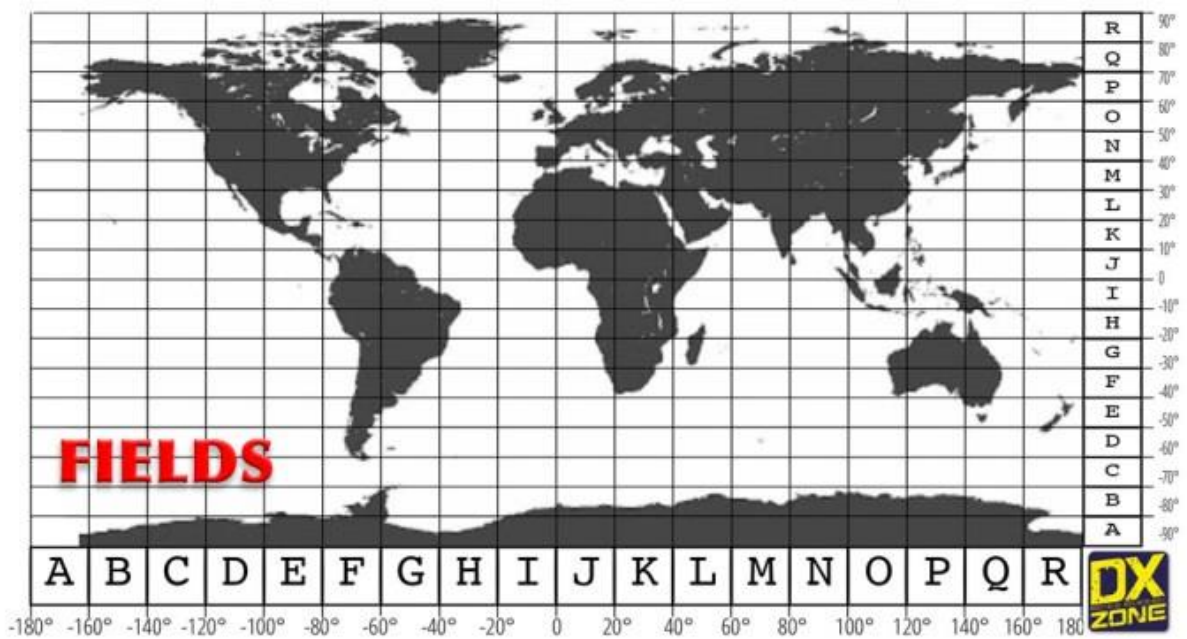 R 90°
Q 80°
P 70°
O 60°
N 50°
M 40°
L 30°
K 20°
J 10°
I 0
H -10°
G -20°
F -30°
E -40°
D -50°
C -60°
B -70°
A -80°
-90°
FIELDS
A B C D E F G H I J K L M N O P Q R
DX
ZONE
-180° -160° -140° -120° -100° -80° -60° -40° -20° 0 20° 40° 60° 80° 100° 120° 140° 160° 180